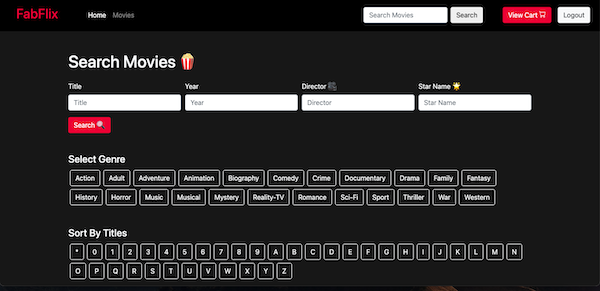 FabFlix Home Movies Search Movies Search View Cart Logout
Search Movies
Title Year Director Star Name
Title Year Director Star Name
Search
Select Genre
Action Adult Adventure Animation Biography Comedy Crime Documentary Drama Family Fantasy
History Horror Music Musical Mystery Reality-TV Romance Sci-Fi Sport Thriller War Western
Sort By Titles
* 0 1 2 3 4 5 6 7 8 9 A B C D E F G H I J K L M N
O P Q R S T U V W X Y Z